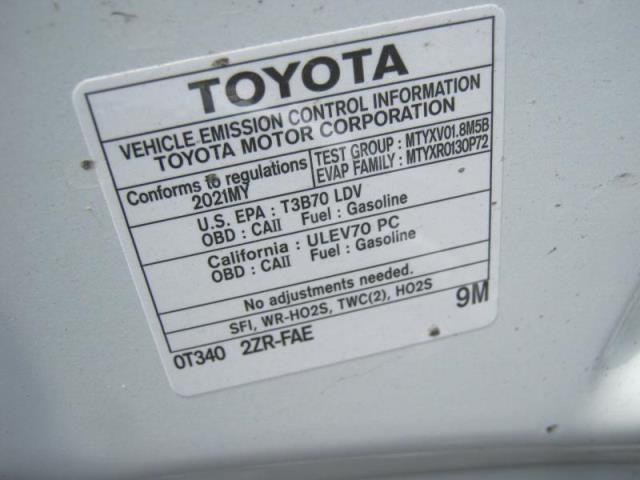 TOYOTA
VEHICLE EMISSION CONTROL INFORMATION
TOYOTA MOTOR CORPORATION
Conforms to regulations
2021MY
TEST GROUP : MTYXV01.8M5B
EVAP FAMILY : MTYXR0130P72
U.S. EPA : T3B70 LDV
OBD : CAII Fuel : Gasoline
California : ULEV70 PC
OBD : CAII Fuel : Gasoline
No adjustments needed.
SFI, WR-HO2S, TWC(2), HO2S
9M
0T340 2ZR-FAE